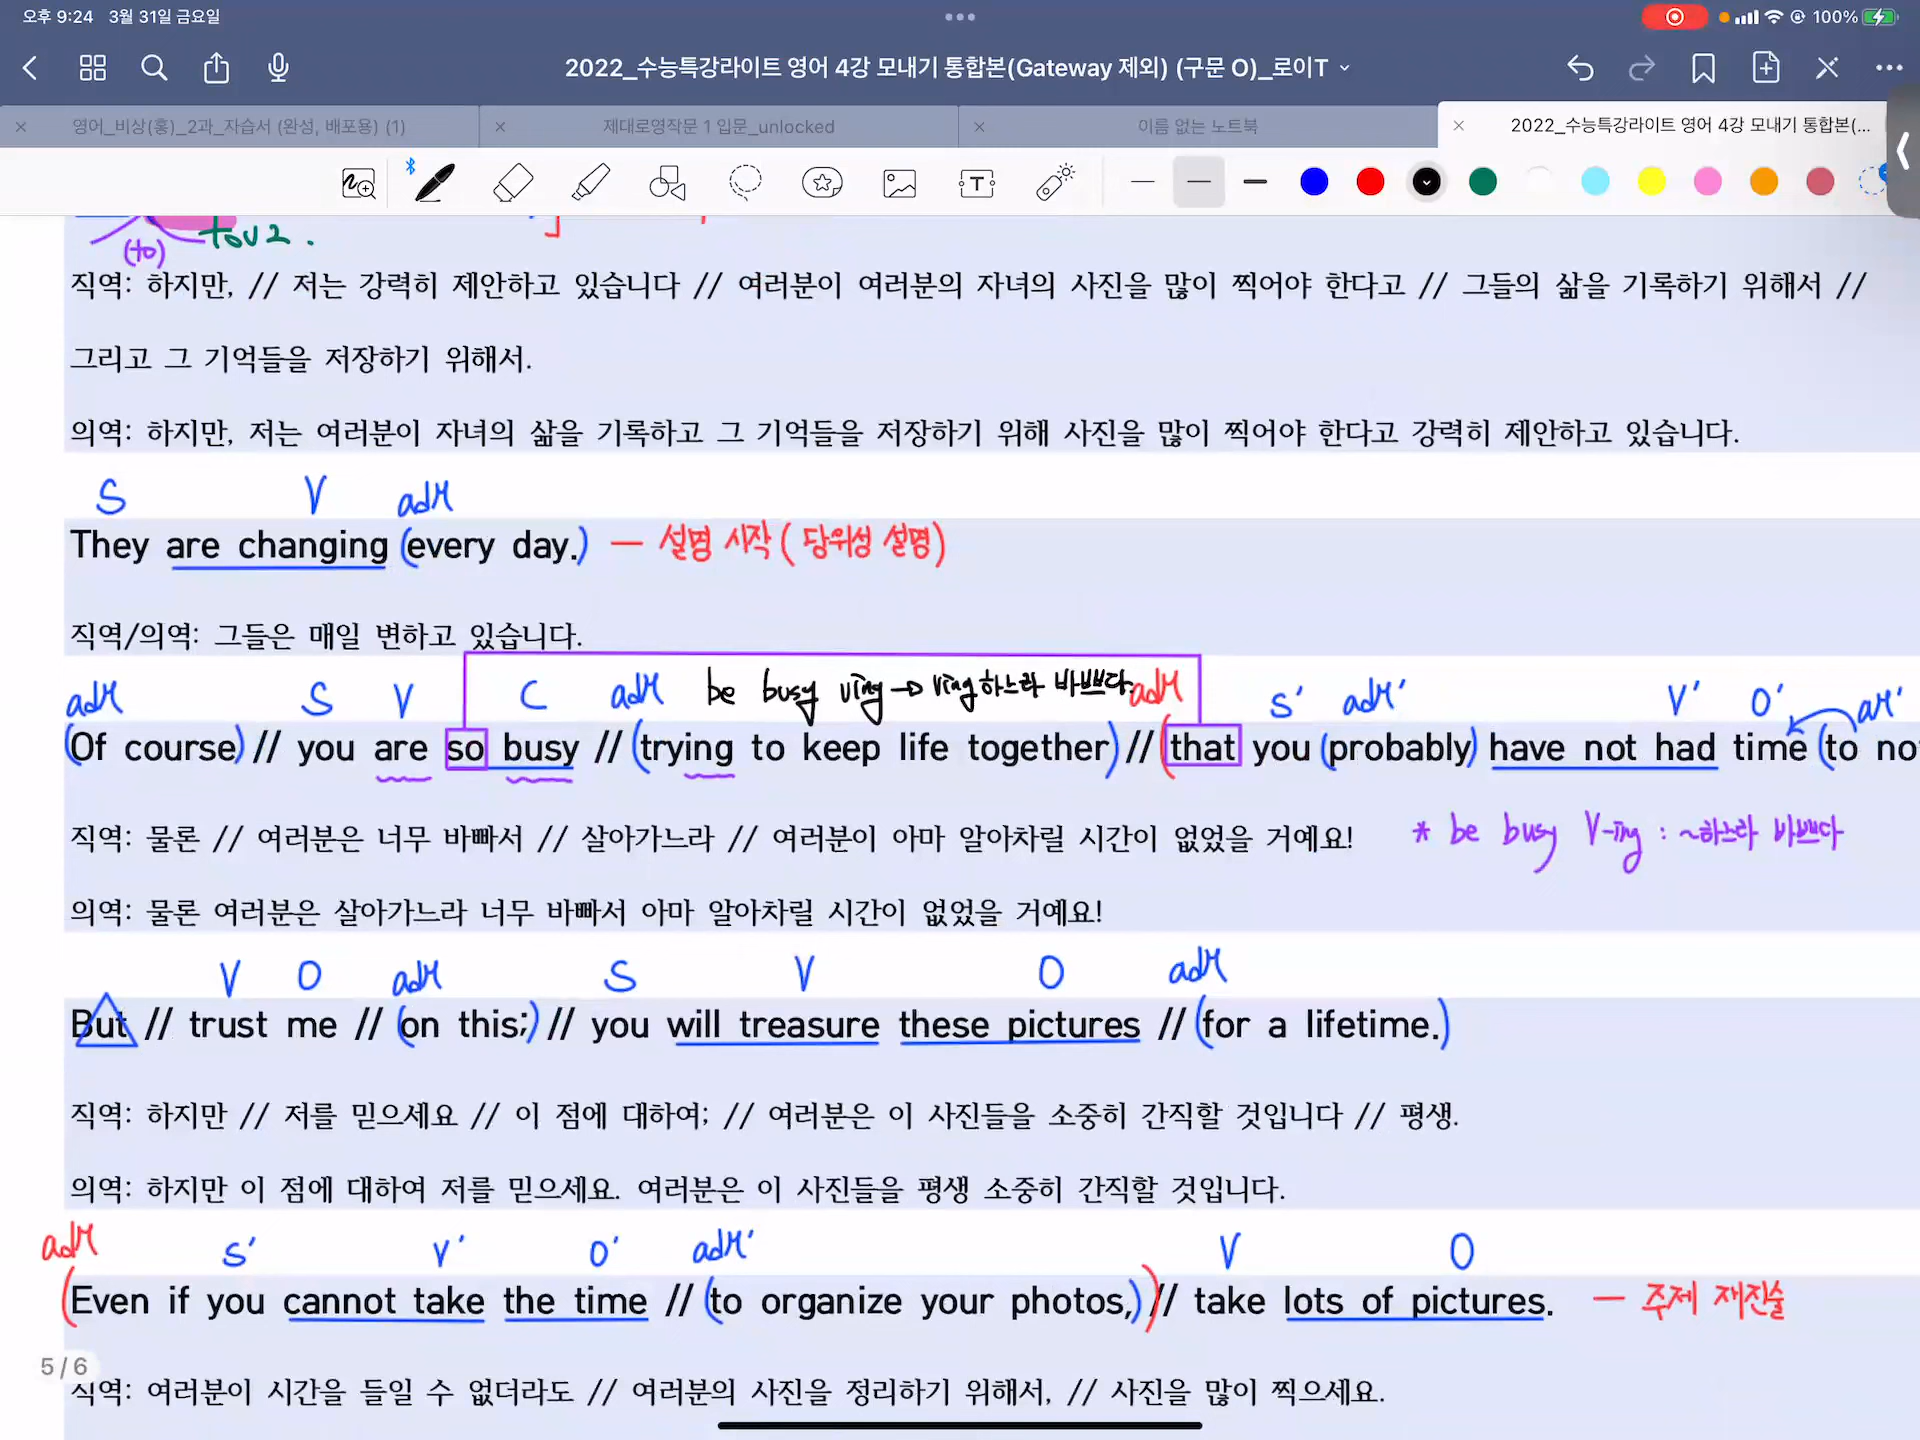 오후 9:24 3월 31일 금요일
100%
2022_수능특강라이트 영어 4강 모내기 통합본(Gateway 제외) (구문 O)_로이T
영어_비상(홍)_2과_자습서 (완성, 배포용) (1)
제대로영작문 1 입문_unlocked
이름 없는 노트북
2022_수능특강라이트 영어 4강 모내기 통합본(...
(to) to v 2 .
직역: 하지만, // 저는 강력히 제안하고 있습니다 // 여러분이 여러분의 자녀의 사진을 많이 찍어야 한다고 // 그들의 삶을 기록하기 위해서 //
그리고 그 기억들을 저장하기 위해서.
의역: 하지만, 저는 여러분이 자녀의 삶을 기록하고 그 기억들을 저장하기 위해 사진을 많이 찍어야 한다고 강력히 제안하고 있습니다.
S V adM
They are changing (every day.) — 설명 시작 ( 당위성 설명)
직역/의역: 그들은 매일 변하고 있습니다.
adM S V C adM be busy ving → ving 하느라 바쁘다. adM S' adM' V' O' aM'
(Of course) // you are so busy // (trying to keep life together) // (that you (probably) have not had time (to no
직역: 물론 // 여러분은 너무 바빠서 // 살아가느라 // 여러분이 아마 알아차릴 시간이 없었을 거예요! * be busy V-ing : ~하느라 바쁘다
의역: 물론 여러분은 살아가느라 너무 바빠서 아마 알아차릴 시간이 없었을 거예요!
V O adM S V O adM
But // trust me // (on this;) // you will treasure these pictures // (for a lifetime.)
직역: 하지만 // 저를 믿으세요 // 이 점에 대하여; // 여러분은 이 사진들을 소중히 간직할 것입니다 // 평생.
의역: 하지만 이 점에 대하여 저를 믿으세요. 여러분은 이 사진들을 평생 소중히 간직할 것입니다.
adM S' V' O' adM' V O
(Even if you cannot take the time // (to organize your photos,)) // take lots of pictures. — 주제 재진술
5 / 6
직역: 여러분이 시간을 들일 수 없더라도 // 여러분의 사진을 정리하기 위해서, // 사진을 많이 찍으세요.